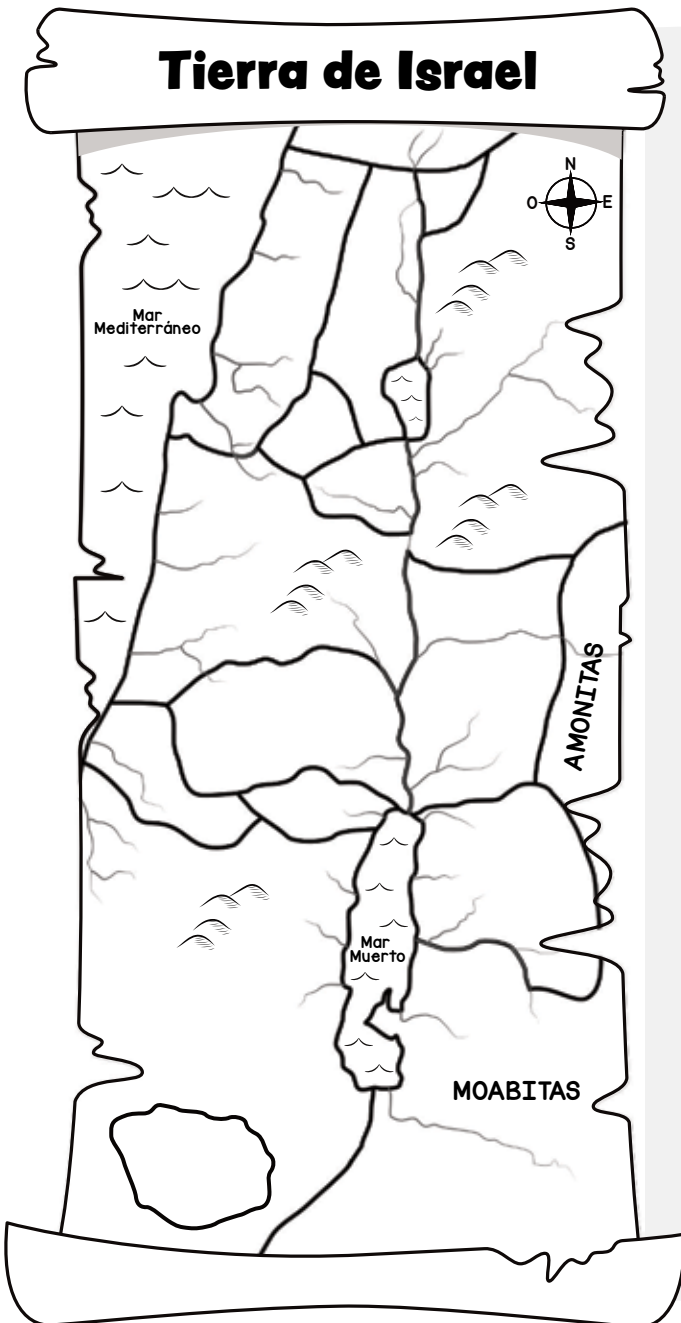 Tierra de Israel
N
O
E
S
Mar
Mediterráneo
AMONITAS
Mar
Muerto
MOABITAS